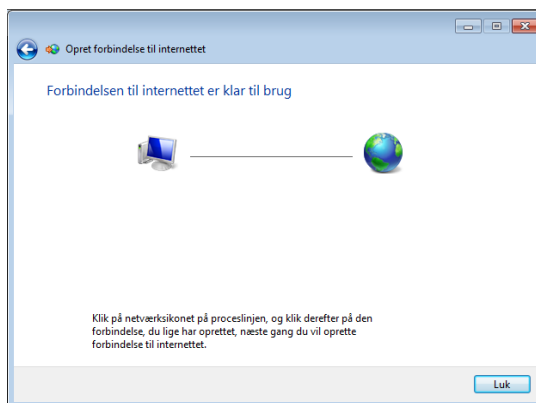 Opret forbindelse til internettet
Forbindelsen til internettet er klar til brug
Klik på netværksikonet på proceslinjen, og klik derefter på den
forbindelse, du lige har oprettet, næste gang du vil oprette
forbindelse til internettet.
Luk